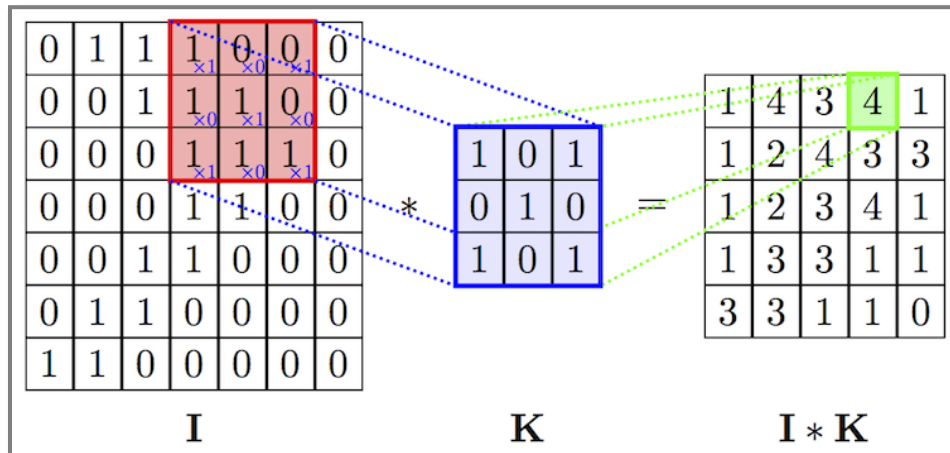 0 1 1 1 0 0 0
×1 ×0 ×1
0 0 1 1 1 0 0
×0 ×1 ×0
0 0 0 1 1 1 0
×1 ×0 ×1
0 0 0 1 1 0 0
0 0 1 1 0 0 0
0 1 1 0 0 0 0
1 1 0 0 0 0 0
I
*
1 0 1
0 1 0
1 0 1
K
=
1 4 3 4 1
1 2 4 3 3
1 2 3 4 1
1 3 3 1 1
3 3 1 1 0
I * K